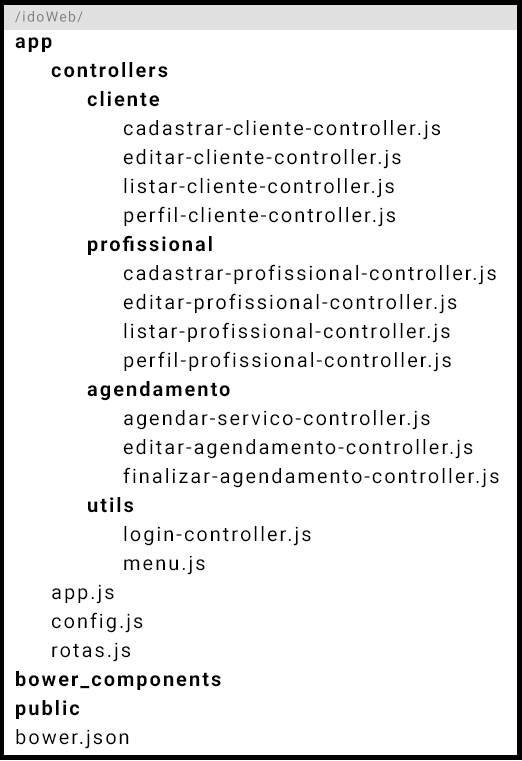 /idoWeb/
app
controllers
cliente
cadastrar-cliente-controller.js
editar-cliente-controller.js
listar-cliente-controller.js
perfil-cliente-controller.js
profissional
cadastrar-profissional-controller.js
editar-profissional-controller.js
listar-profissional-controller.js
perfil-profissional-controller.js
agendamento
agendar-servico-controller.js
editar-agendamento-controller.js
finalizar-agendamento-controller.js
utils
login-controller.js
menu.js
app.js
config.js
rotas.js
bower_components
public
bower.json